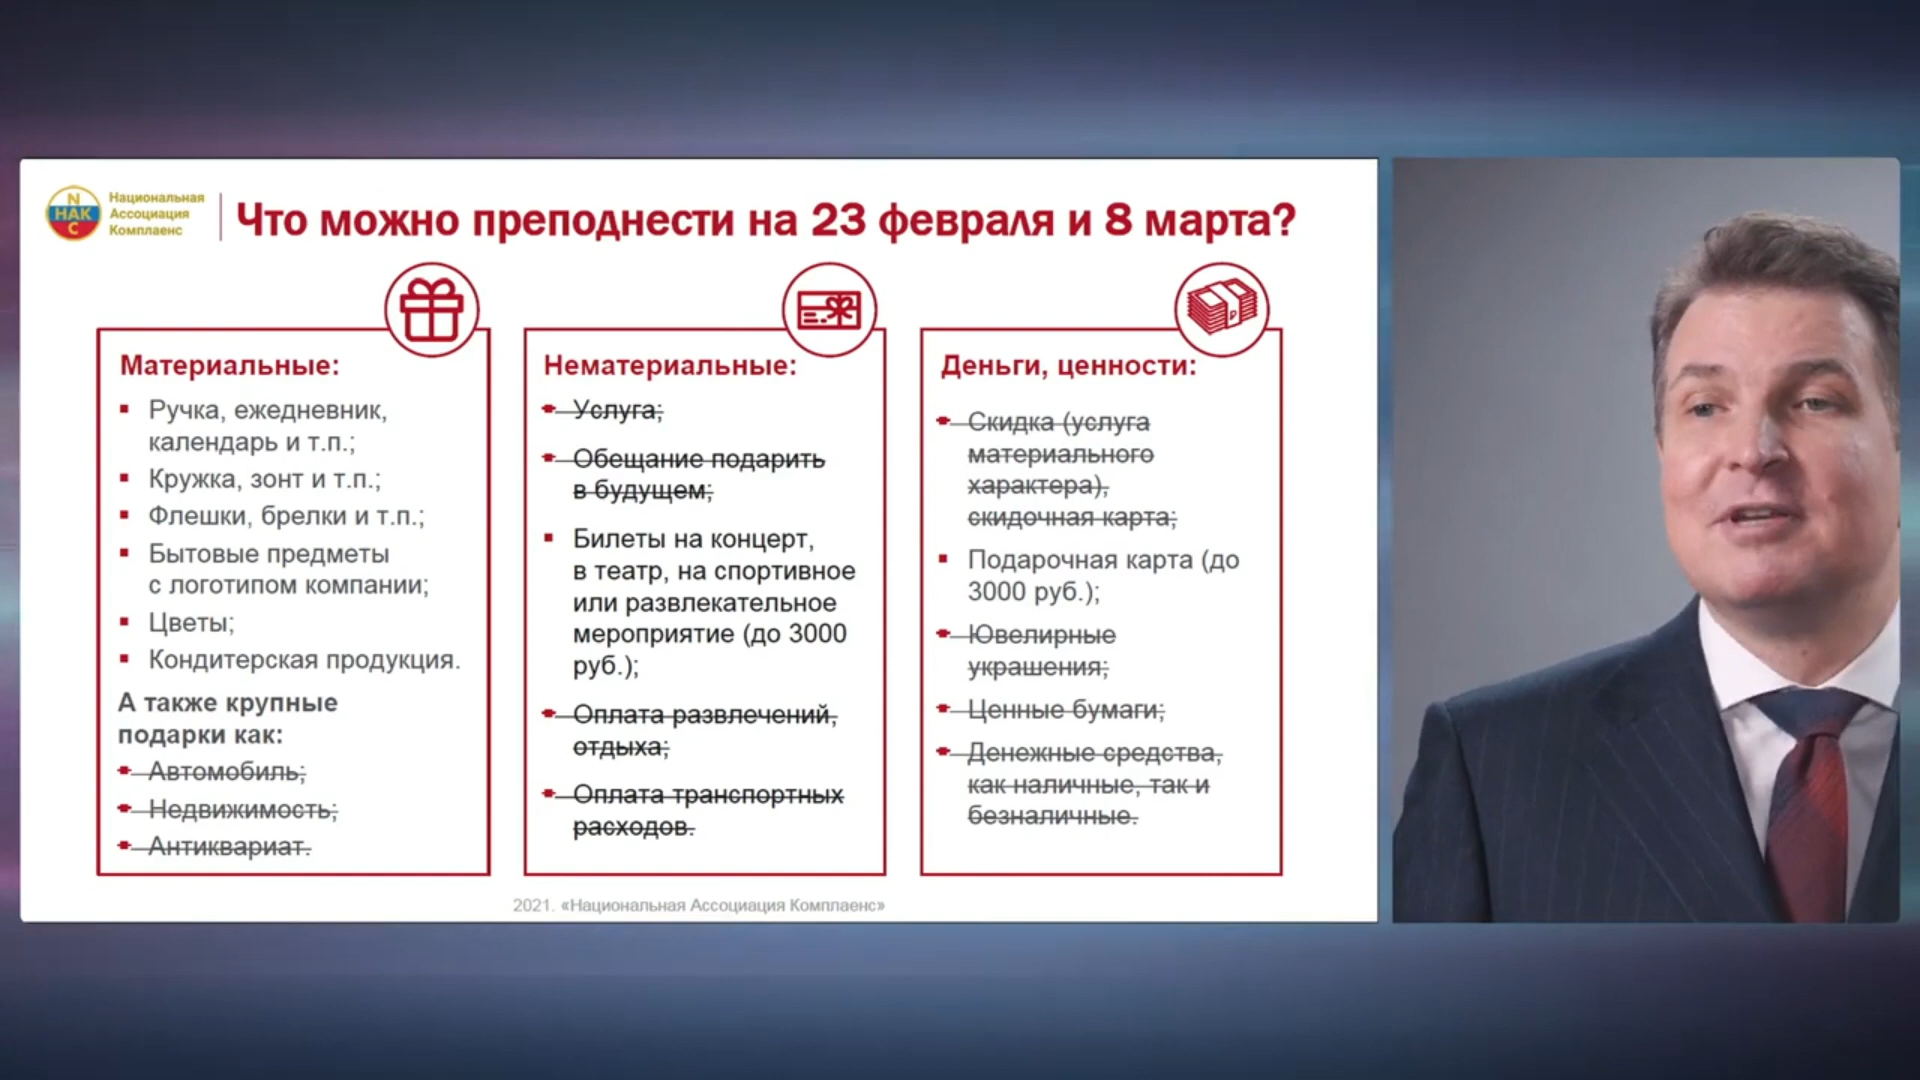 N
НАК
С
Национальная
Ассоциация
Комплаенс
Что можно преподнести на 23 февраля и 8 марта?
Материальные:
Ручка, ежедневник,
календарь и т.п.;
Кружка, зонт и т.п.;
Флешки, брелки и т.п.;
Бытовые предметы
с логотипом компании;
Цветы;
Кондитерская продукция.
А также крупные
подарки как:
Автомобиль;
Недвижимость;
Антиквариат.
Нематериальные:
Услуга;
Обещание подарить
в будущем;
Билеты на концерт,
в театр, на спортивное
или развлекательное
мероприятие (до 3000
руб.);
Оплата развлечений,
отдыха;
Оплата транспортных
расходов.
Деньги, ценности:
Скидка (услуга
материального
характера),
скидочная карта;
Подарочная карта (до
3000 руб.);
Ювелирные
украшения;
Ценные бумаги;
Денежные средства,
как наличные, так и
безналичные.
2021. «Национальная Ассоциация Комплаенс»